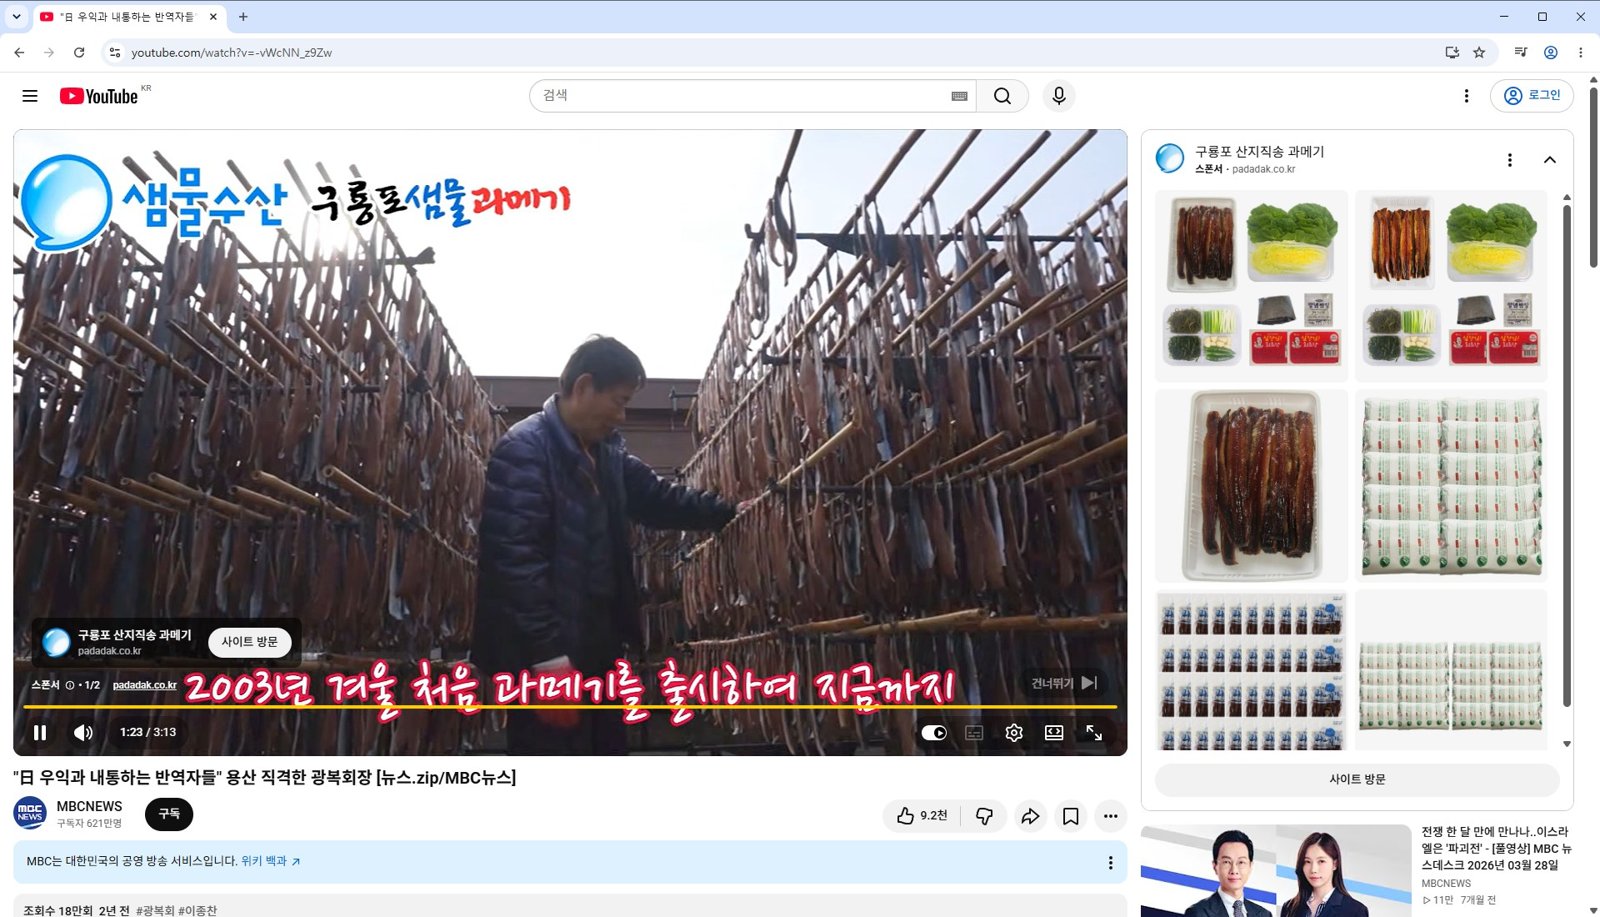 "日 우익과 내통하는 반역자들"
youtube.com/watch?v=-vWcNN_z9Zw
YouTube KR
검색
로그인
샘물수산 구룡포샘물과메기
구룡포 산지직송 과메기
padadak.co.kr
사이트 방문
스폰서 · 1/2 padadak.co.kr
2003년 겨울 처음 과메기를 출시하여 지금까지
건너뛰기
1:23 / 3:13
"日 우익과 내통하는 반역자들" 용산 직격한 광복회장 [뉴스.zip/MBC뉴스]
MBC NEWS
MBCNEWS
구독자 621만명
구독
9.2천
MBC는 대한민국의 공영 방송 서비스입니다. 위키 백과
조회수 18만회 2년 전 #광복회 #이종찬
구룡포 산지직송 과메기
스폰서 · padadak.co.kr
사이트 방문
전쟁 한 달 만에 만나나..이스라
엘은 '파괴전' - [풀영상] MBC 뉴
스데스크 2026년 03월 28일
MBCNEWS
11만 7개월 전